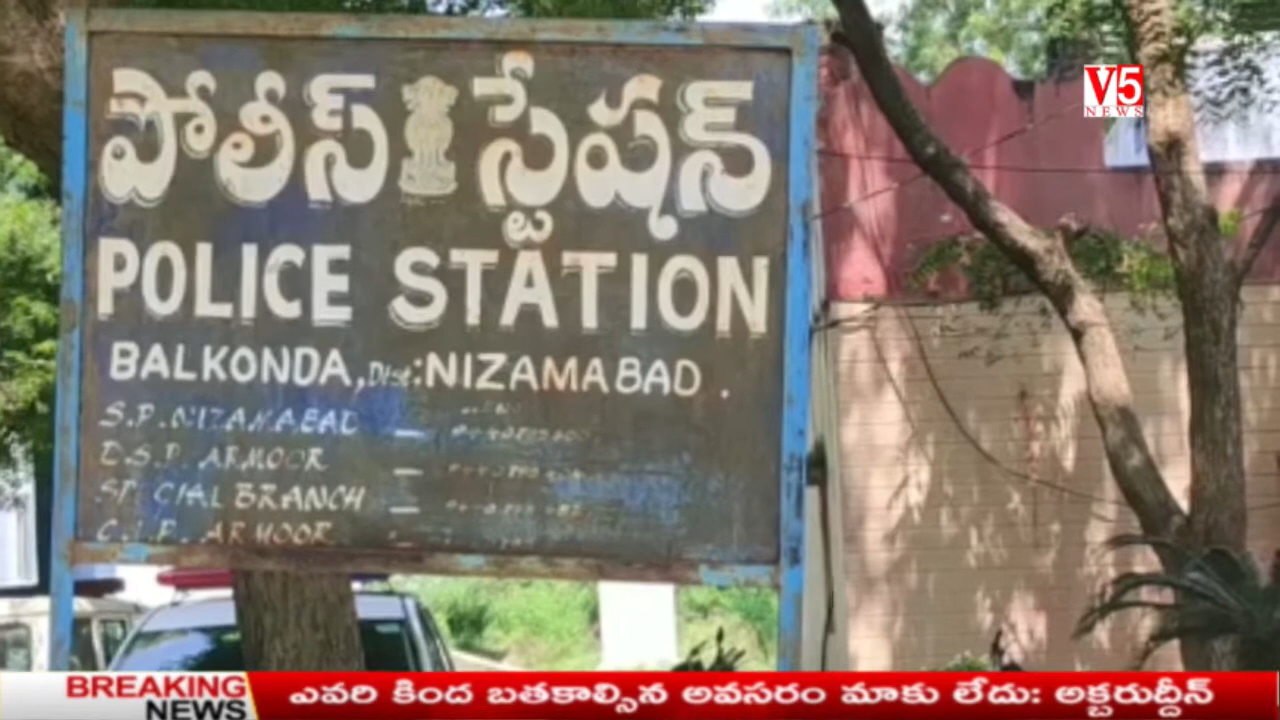 పోలీస్ స్టేషన్
V5
NEWS
POLICE STATION
BALKONDA, Dist: NIZAMABAD.
S.P. NIZAMABAD –
D.S.P. ARMOOR –
SPECIAL BRANCH –
ARMOOR
BREAKING
NEWS
ఎవరి కింద బతకాల్సిన అవసరం మాకు లేదు: అక్బరుద్దీన్